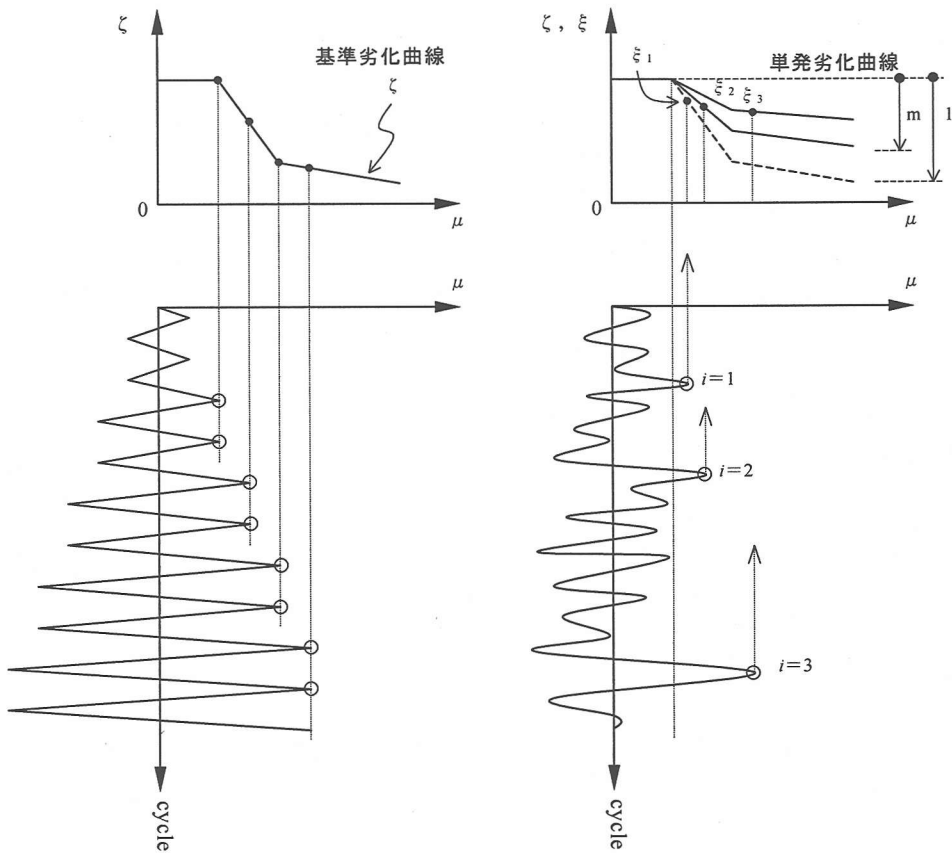 ζ
基準劣化曲線
ζ
0
μ
cycle
ζ, ξ
単発劣化曲線
ξ1
ξ2
ξ3
m
1
0
μ
μ
i=1
i=2
i=3
cycle